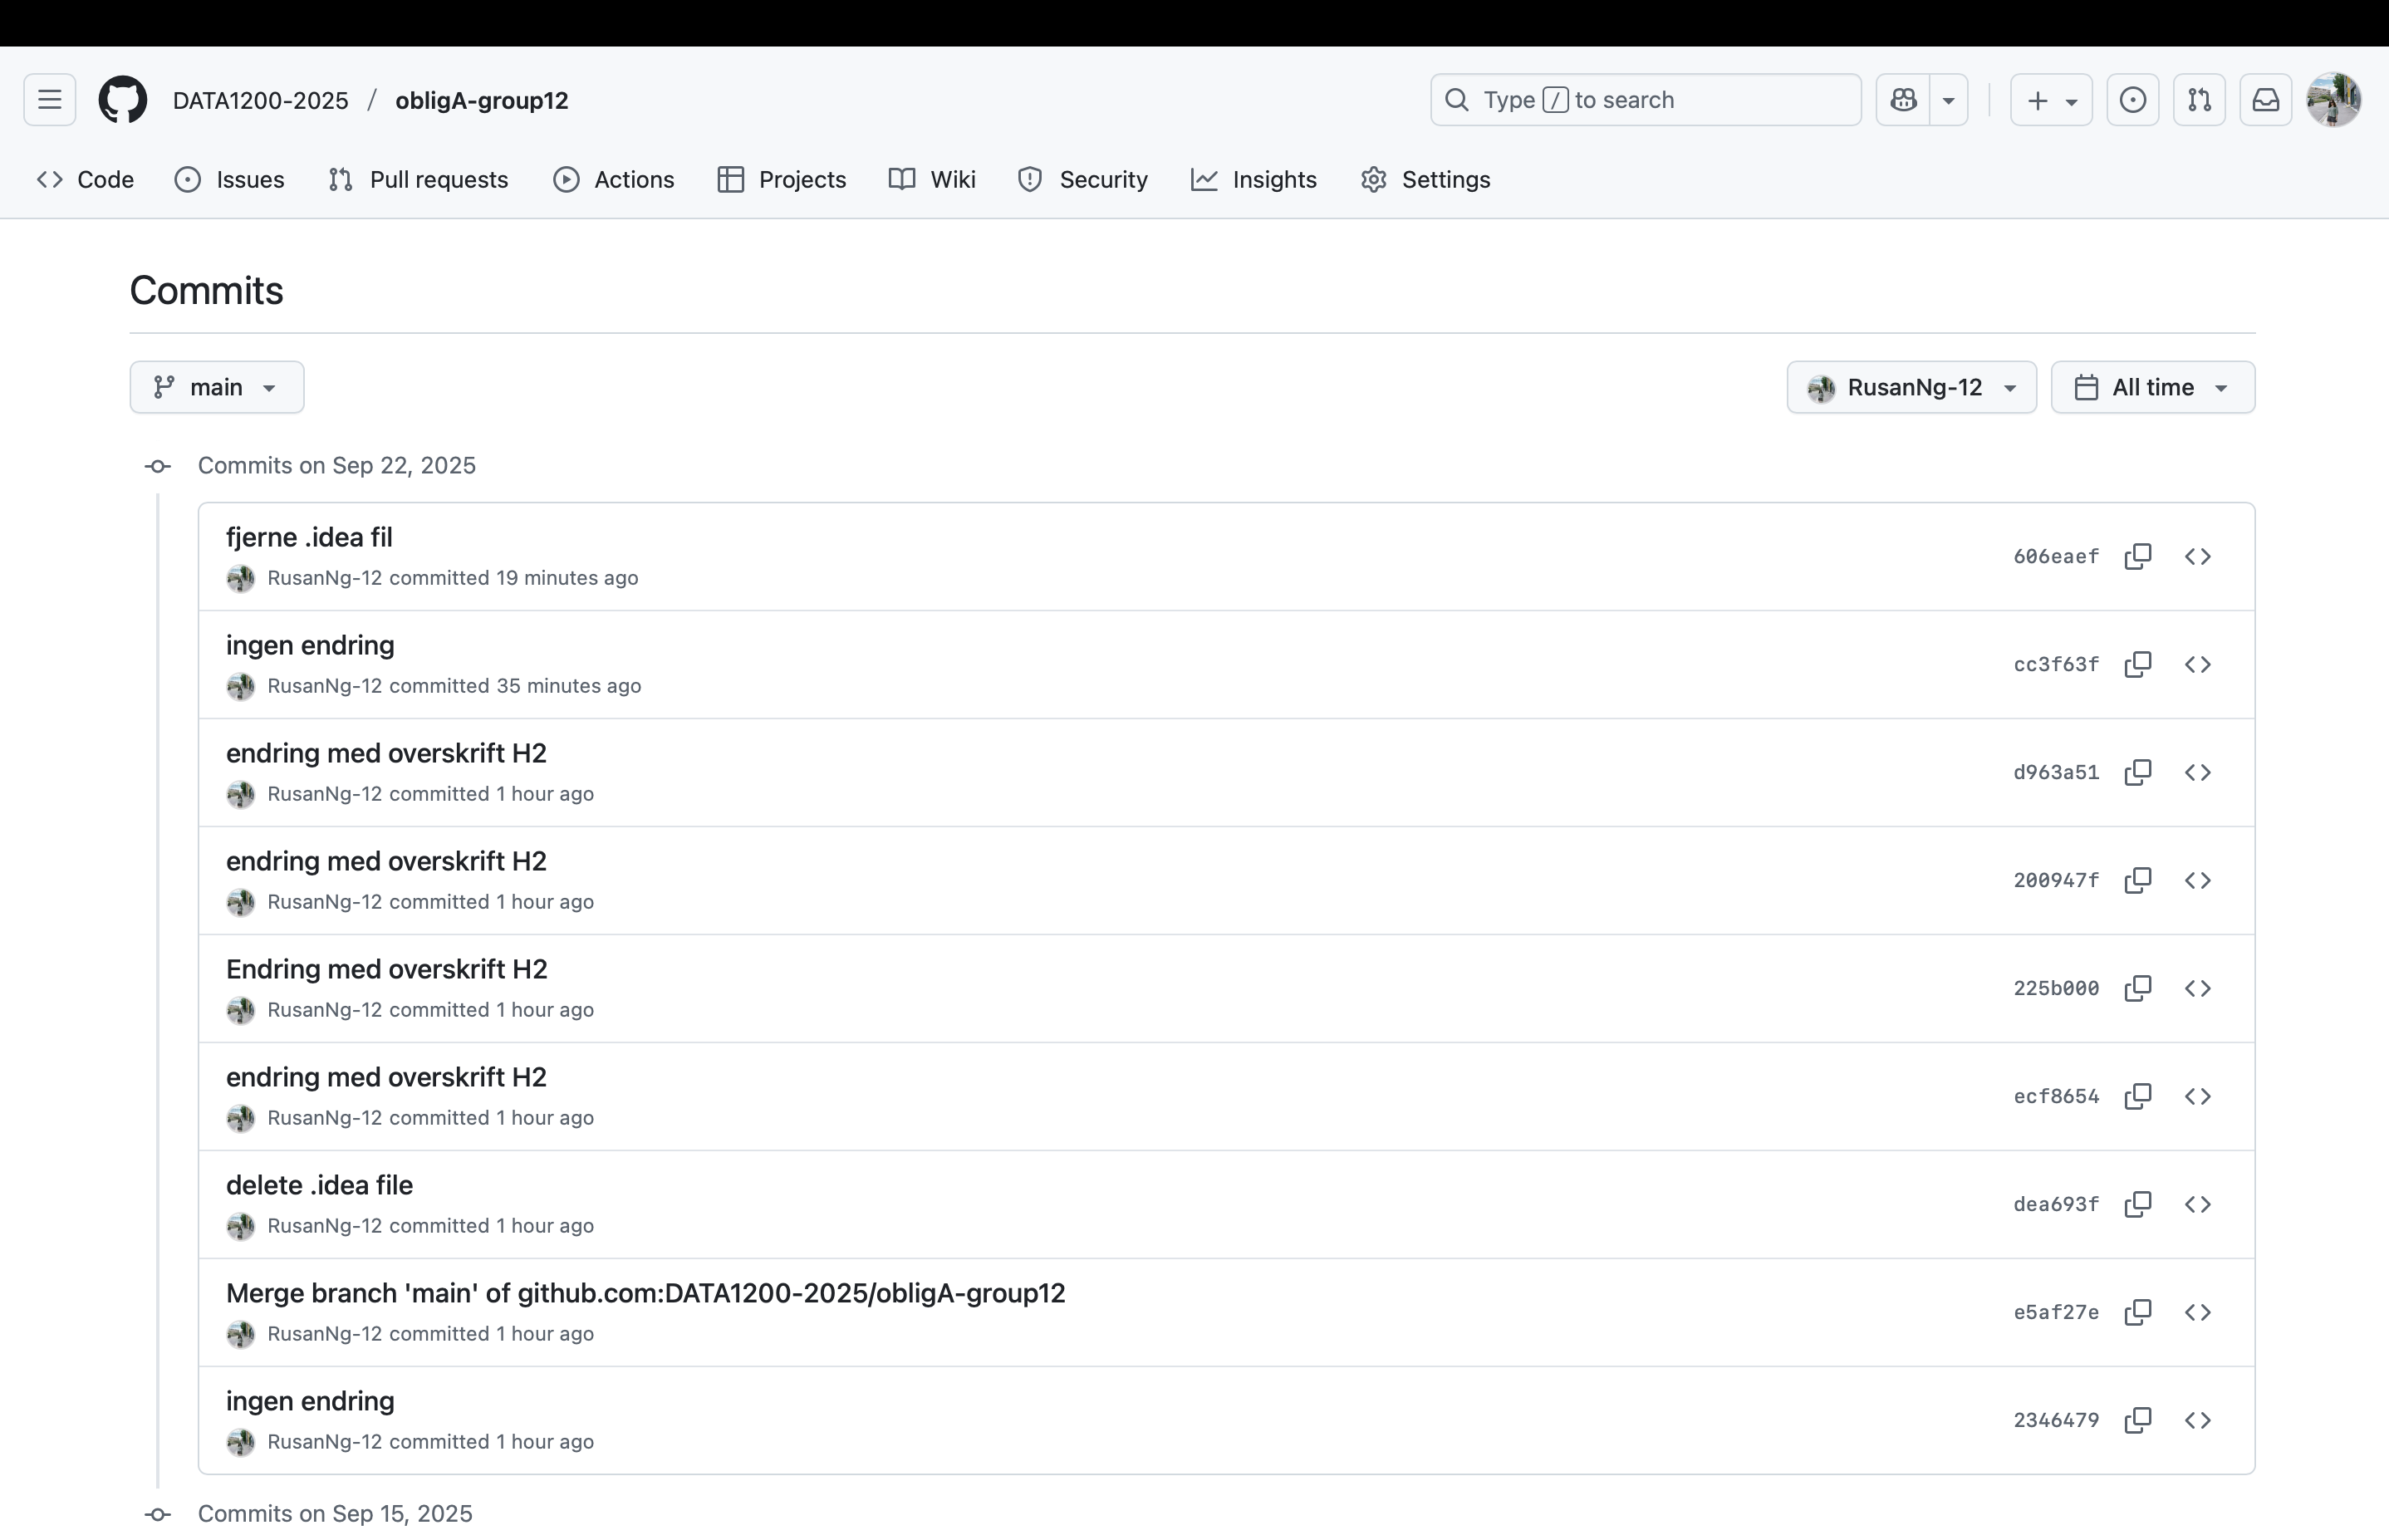 DATA1200-2025 / obligA-group12
Type / to search
Code Issues Pull requests Actions Projects Wiki Security Insights Settings
Commits
main
RusanNg-12
All time
Commits on Sep 22, 2025
fjerne .idea fil
RusanNg-12 committed 19 minutes ago
606eaef
ingen endring
RusanNg-12 committed 35 minutes ago
cc3f63f
endring med overskrift H2
RusanNg-12 committed 1 hour ago
d963a51
endring med overskrift H2
RusanNg-12 committed 1 hour ago
200947f
Endring med overskrift H2
RusanNg-12 committed 1 hour ago
225b000
endring med overskrift H2
RusanNg-12 committed 1 hour ago
ecf8654
delete .idea file
RusanNg-12 committed 1 hour ago
dea693f
Merge branch 'main' of github.com:DATA1200-2025/obligA-group12
RusanNg-12 committed 1 hour ago
e5af27e
ingen endring
RusanNg-12 committed 1 hour ago
2346479
Commits on Sep 15, 2025